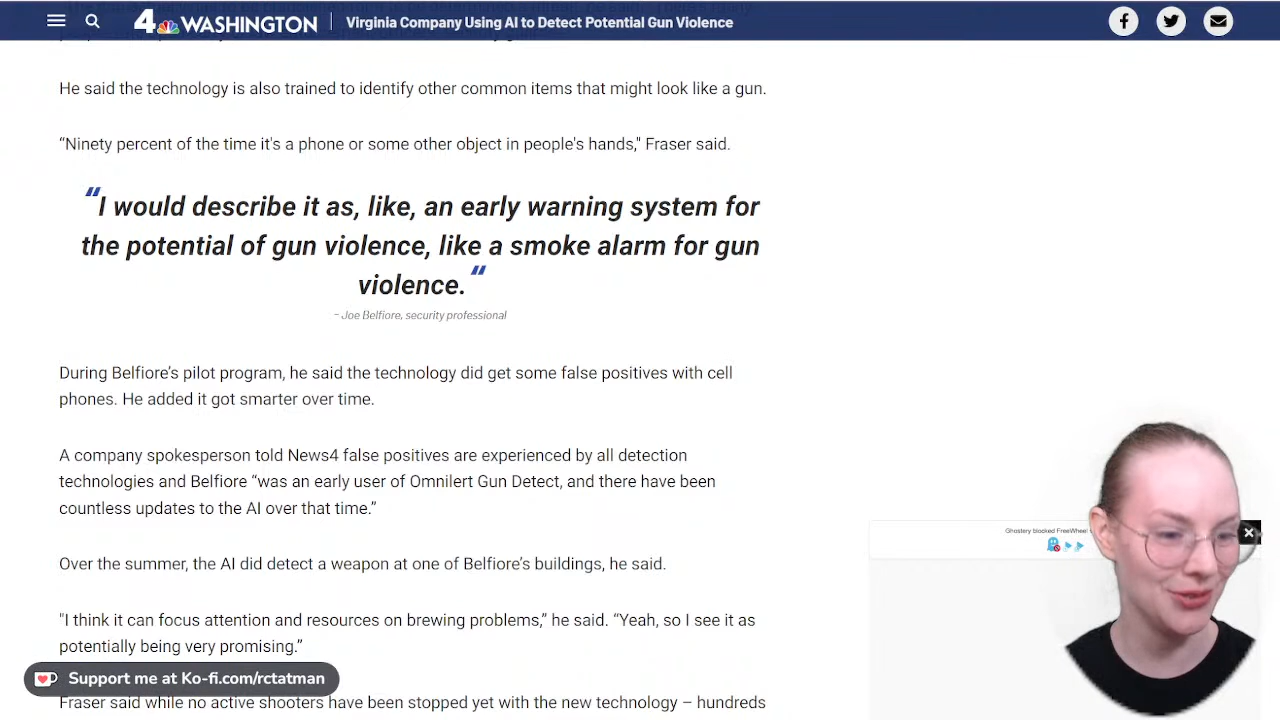 4 WASHINGTON
Virginia Company Using AI to Detect Potential Gun Violence
He said the technology is also trained to identify other common items that might look like a gun.
“Ninety percent of the time it's a phone or some other object in people's hands," Fraser said.
“I would describe it as, like, an early warning system for
the potential of gun violence, like a smoke alarm for gun
violence.“
– Joe Belfiore, security professional
During Belfiore’s pilot program, he said the technology did get some false positives with cell
phones. He added it got smarter over time.
A company spokesperson told News4 false positives are experienced by all detection
technologies and Belfiore “was an early user of Omnilert Gun Detect, and there have been
countless updates to the AI over that time.”
Ghostery blocked FreeWheel
Over the summer, the AI did detect a weapon at one of Belfiore’s buildings, he said.
"I think it can focus attention and resources on brewing problems,” he said. “Yeah, so I see it as
potentially being very promising.”
Support me at Ko-fi.com/rctatman
Fraser said while no active shooters have been stopped yet with the new technology – hundreds